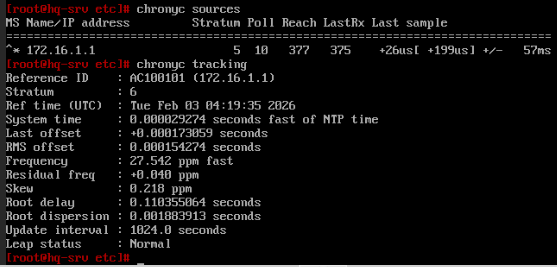 [root@hq-srv etc]# chronyc sources
MS Name/IP address         Stratum Poll Reach LastRx Last sample
===============================================================================
^* 172.16.1.1                    5  10   377   375    +26us[ +199us] +/-   57ms
[root@hq-srv etc]# chronyc tracking
Reference ID    : AC100101 (172.16.1.1)
Stratum         : 6
Ref time (UTC)  : Tue Feb 03 04:19:35 2026
System time     : 0.000029274 seconds fast of NTP time
Last offset     : +0.000173059 seconds
RMS offset      : 0.000154274 seconds
Frequency       : 27.542 ppm fast
Residual freq   : +0.040 ppm
Skew            : 0.218 ppm
Root delay      : 0.110355064 seconds
Root dispersion : 0.001883913 seconds
Update interval : 1024.0 seconds
Leap status     : Normal
[root@hq-srv etc]#